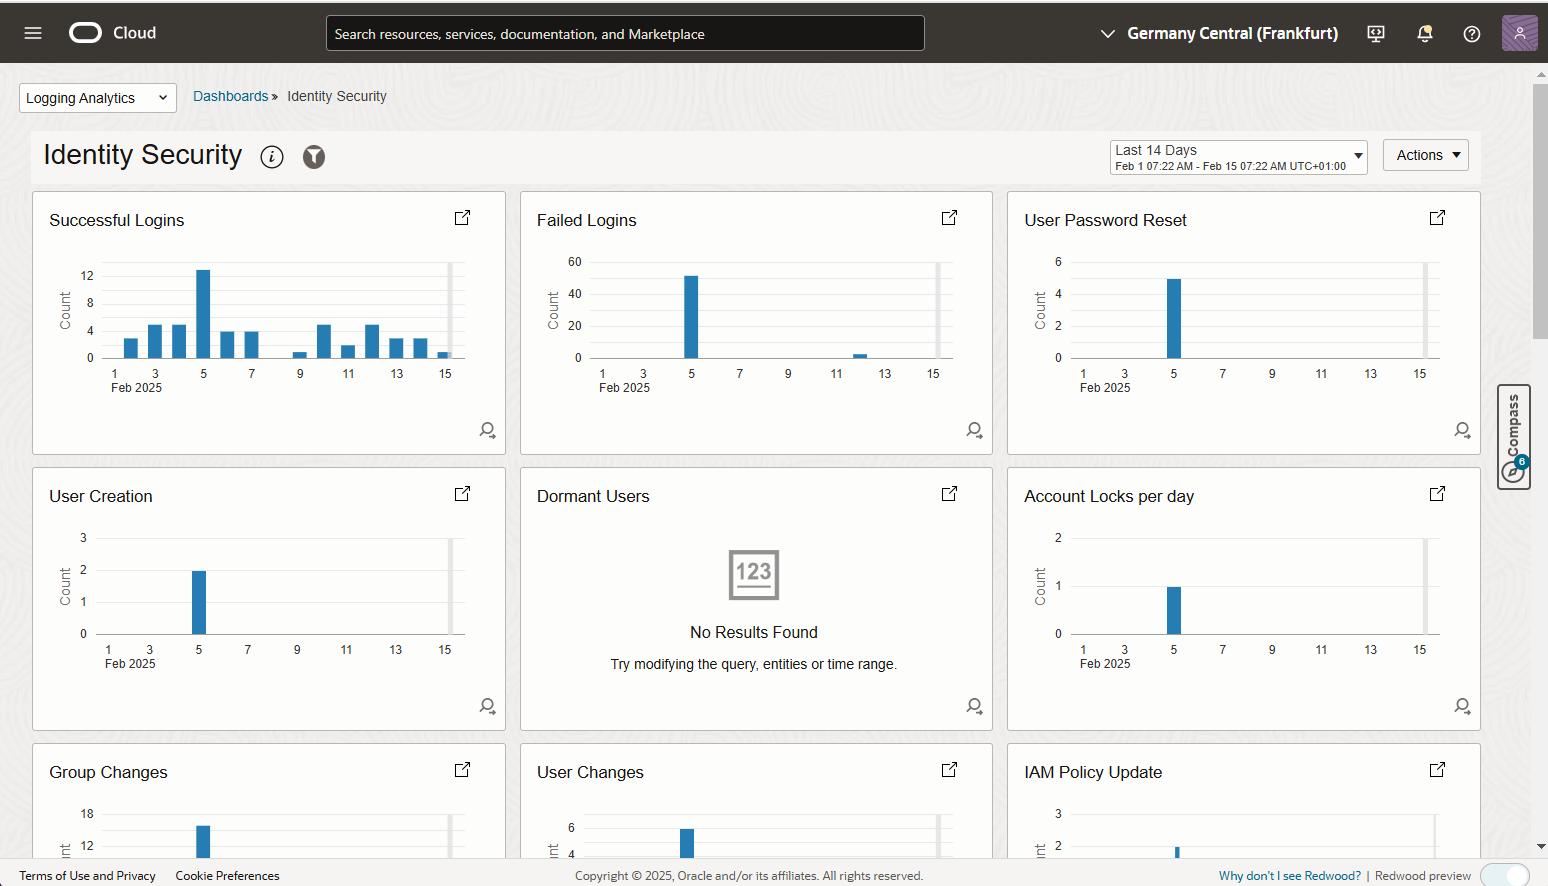 Cloud
Search resources, services, documentation, and Marketplace
Germany Central (Frankfurt)
Logging Analytics
Dashboards » Identity Security
Identity Security
i
Last 14 Days
Feb 1 07:22 AM - Feb 15 07:22 AM UTC+01:00
Actions
Successful Logins
Count
12
8
4
0
1 3 5 7 9 11 13 15
Feb 2025
Failed Logins
Count
60
40
20
0
1 3 5 7 9 11 13 15
Feb 2025
User Password Reset
Count
6
4
2
0
1 3 5 7 9 11 13 15
Feb 2025
Compass
6
User Creation
Count
3
2
1
0
1 3 5 7 9 11 13 15
Feb 2025
Dormant Users
123
No Results Found
Try modifying the query, entities or time range.
Account Locks per day
Count
2
1
0
1 3 5 7 9 11 13 15
Feb 2025
Group Changes
18
12
User Changes
6
4
IAM Policy Update
3
2
Terms of Use and Privacy Cookie Preferences
Copyright © 2025, Oracle and/or its affiliates. All rights reserved.
Why don't I see Redwood? | Redwood preview